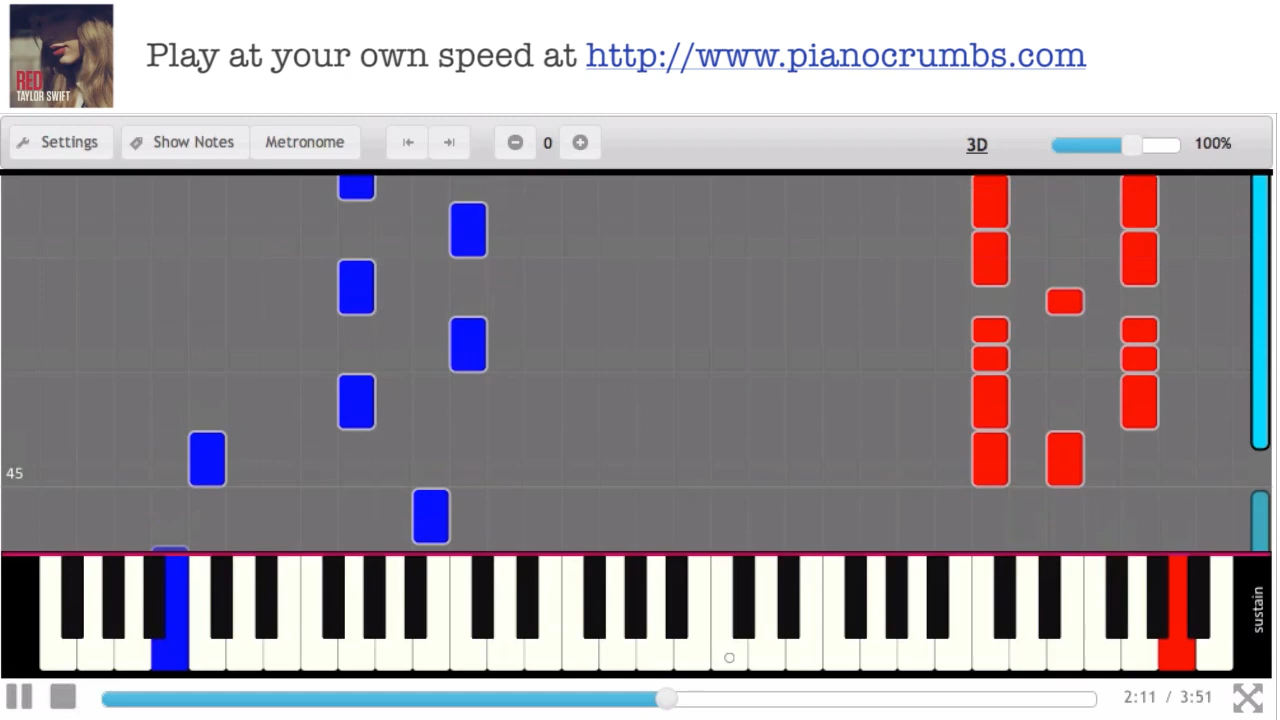 RED
TAYLOR SWIFT
Play at your own speed at http://www.pianocrumbs.com
Settings Show Notes Metronome 0 3D 100%
45
sustain
2:11 / 3:51